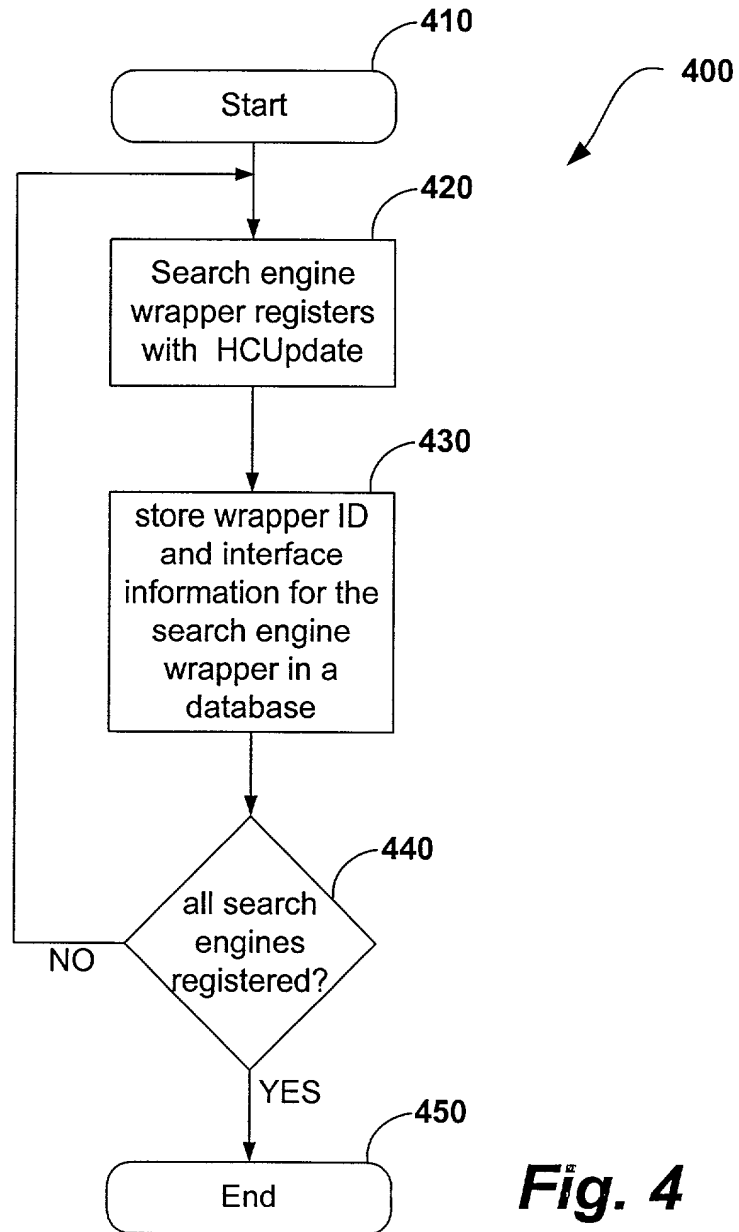 410
Start
400
420
Search engine
wrapper registers
with HCUpdate
430
store wrapper ID
and interface
information for the
search engine
wrapper in a
database
440
all search
engines
registered?
NO
YES
450
End
Fig. 4